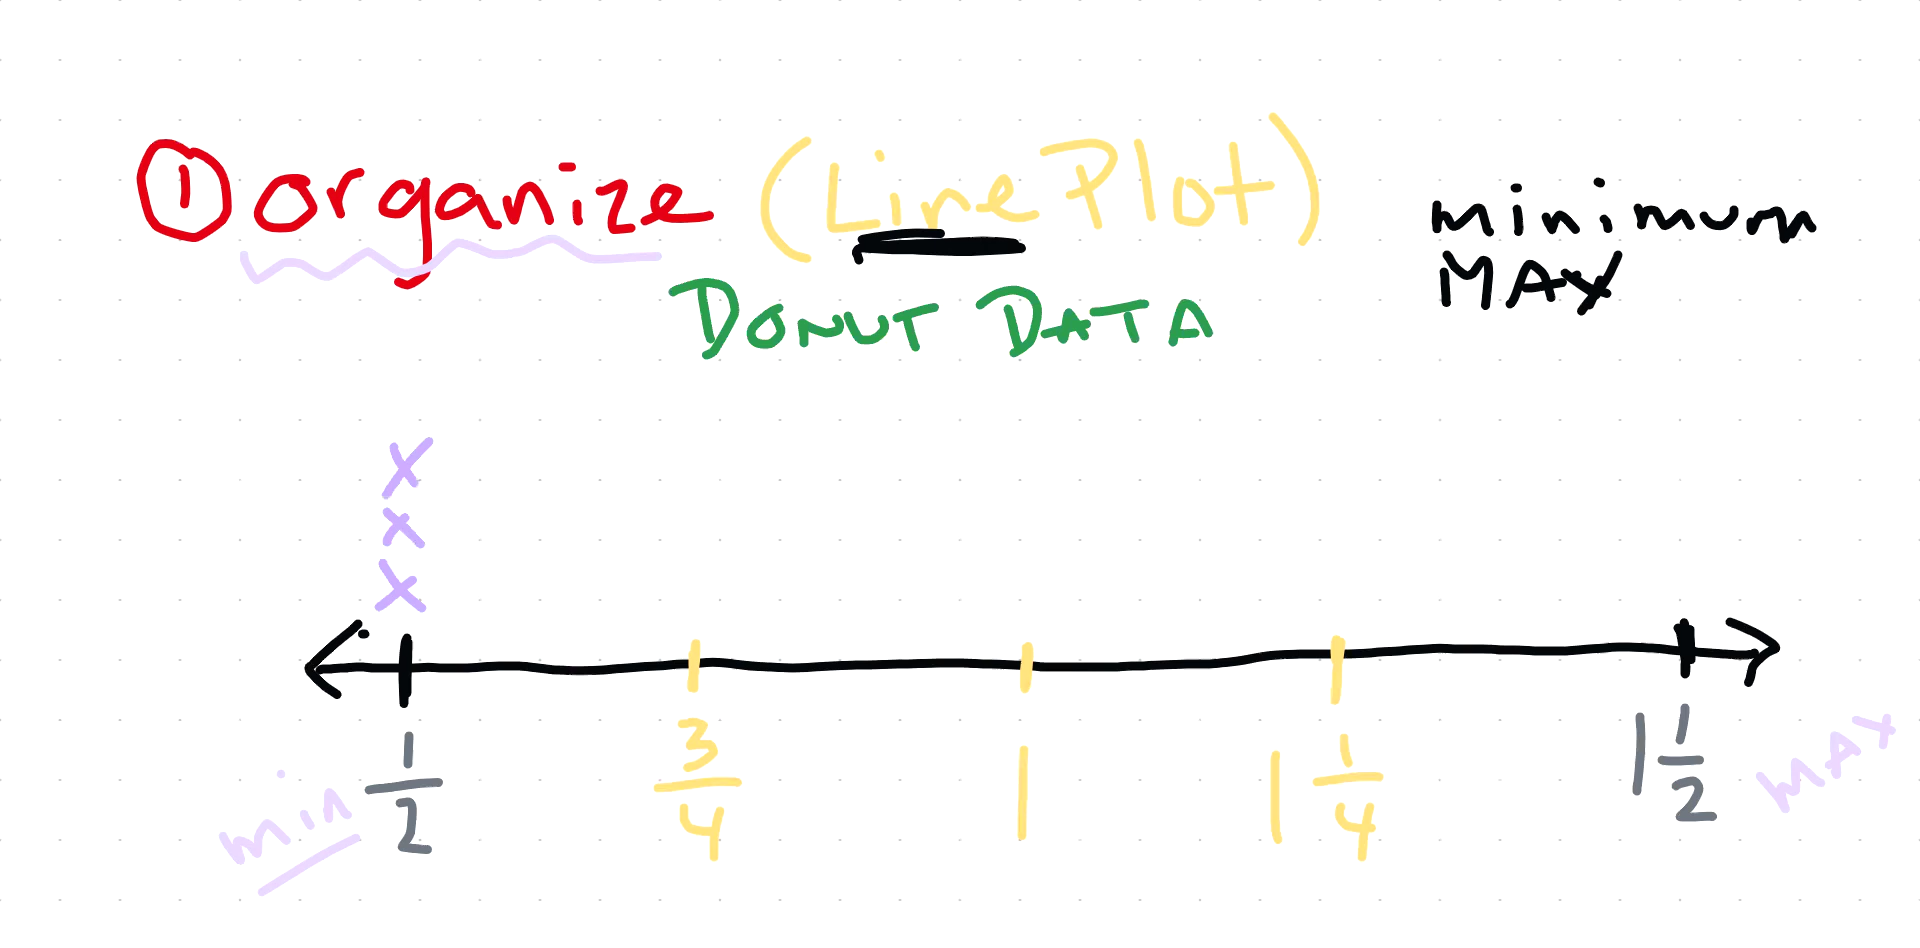 ① organize (Line Plot)
minimum
MAX
DONUT DATA
X
X
X
min 1/2 3/4 1 1 1/4 1 1/2 MAX